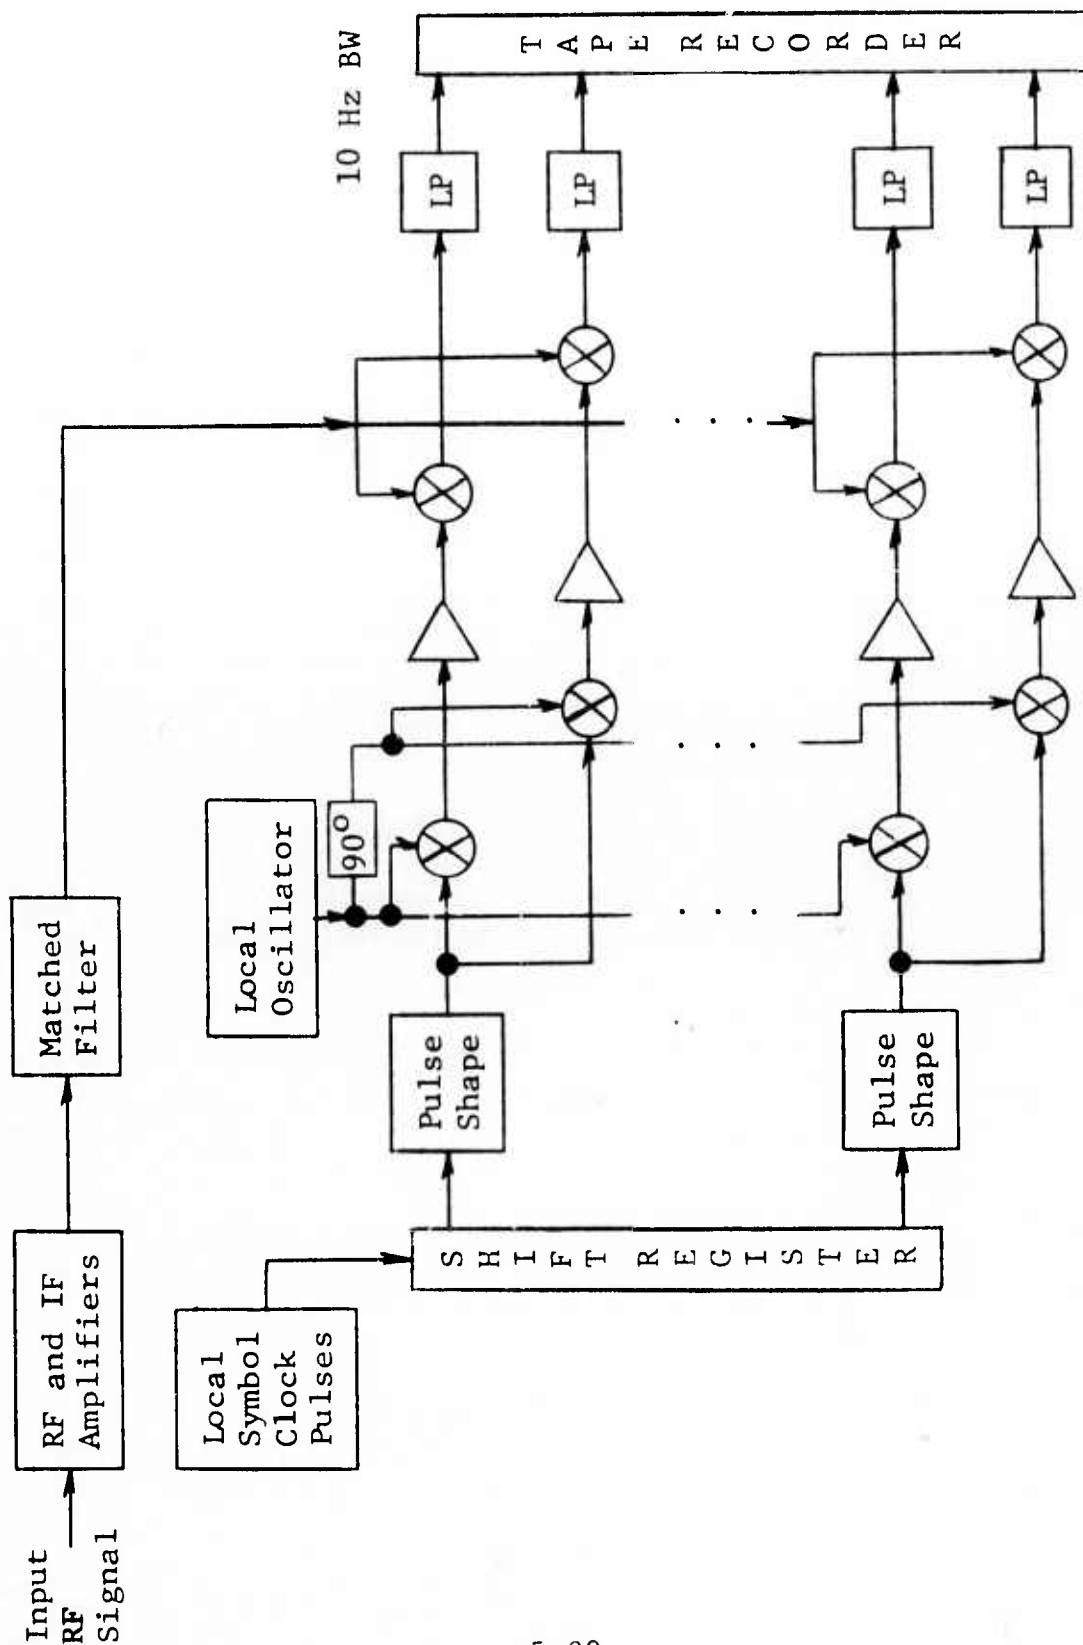 Input
RF
Signal
RF and IF
Amplifiers
Matched
Filter
Local
Symbol
Clock
Pulses
SHIFT REGISTER
Pulse
Shape
Pulse
Shape
Local
Oscillator
90°
. . .
. . .
. . .
10 Hz BW
LP
LP
LP
LP
TAPE RECORDER